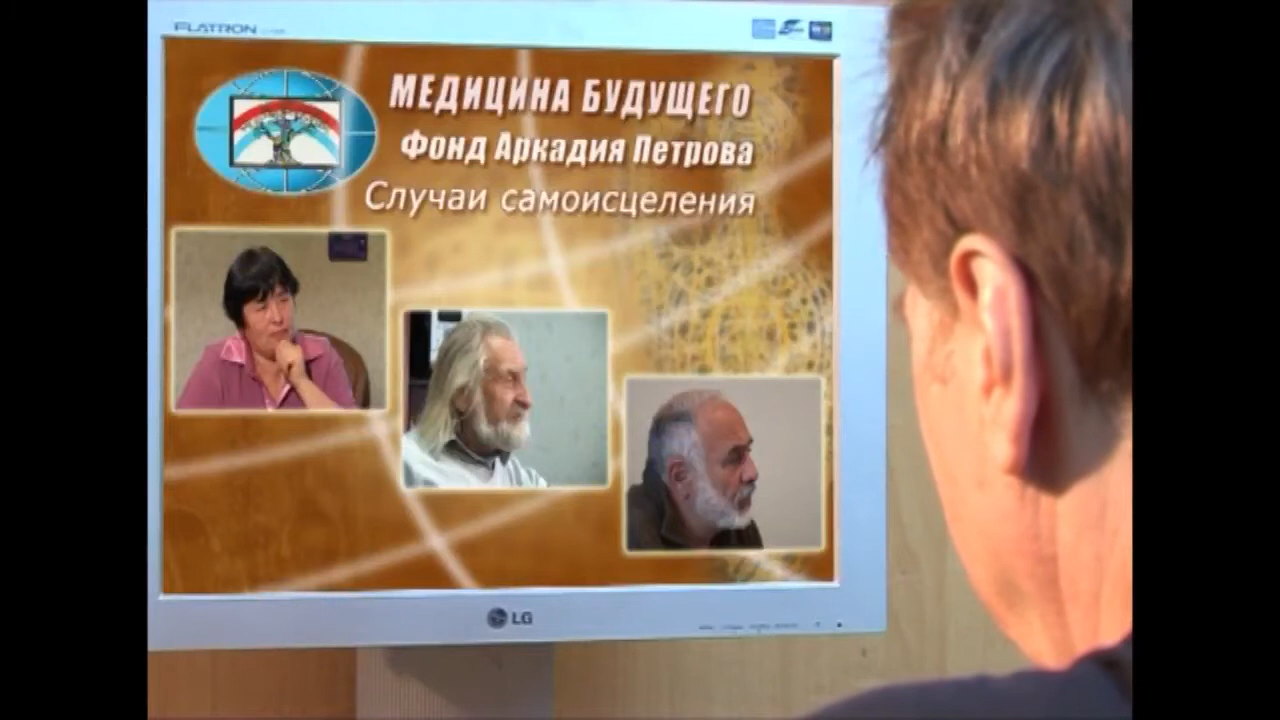 FLATRON
МЕДИЦИНА БУДУЩЕГО
Фонд Аркадия Петрова
Случаи самоисцеления
LG